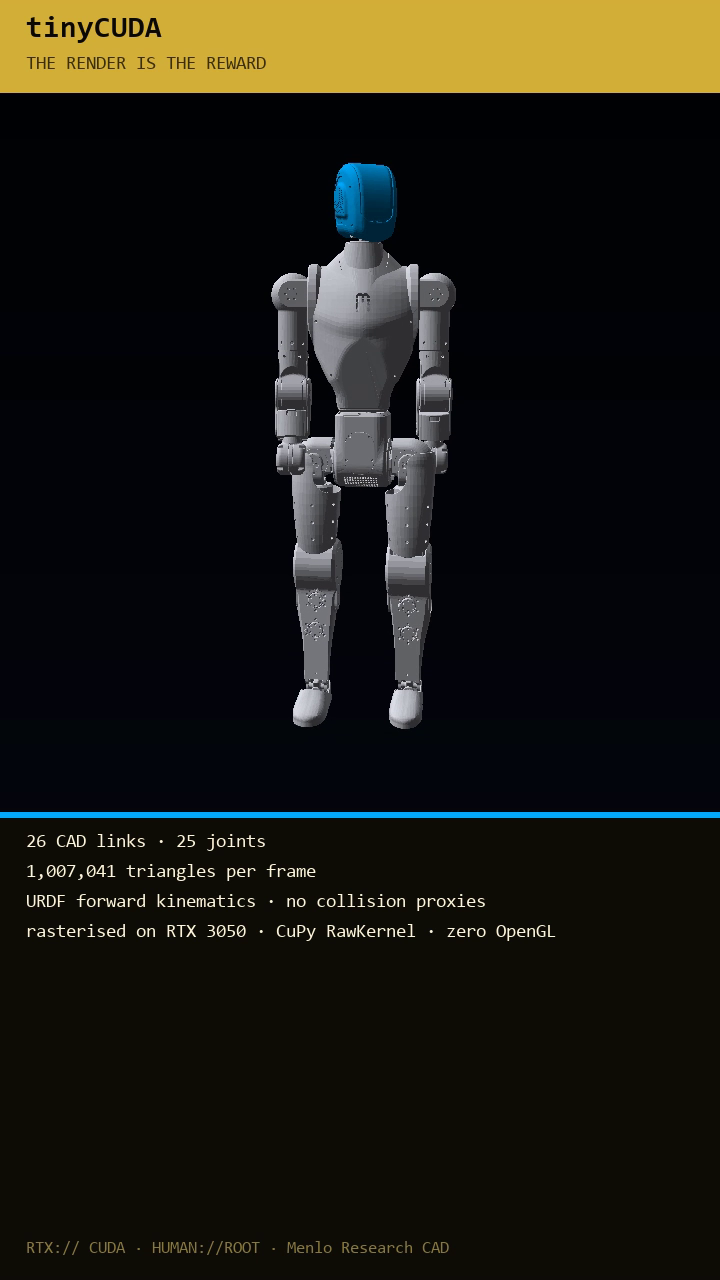 tinyCUDA
THE RENDER IS THE REWARD
m
26 CAD links · 25 joints
1,007,041 triangles per frame
URDF forward kinematics · no collision proxies
rasterised on RTX 3050 · CuPy RawKernel · zero OpenGL
RTX:// CUDA · HUMAN://ROOT · Menlo Research CAD